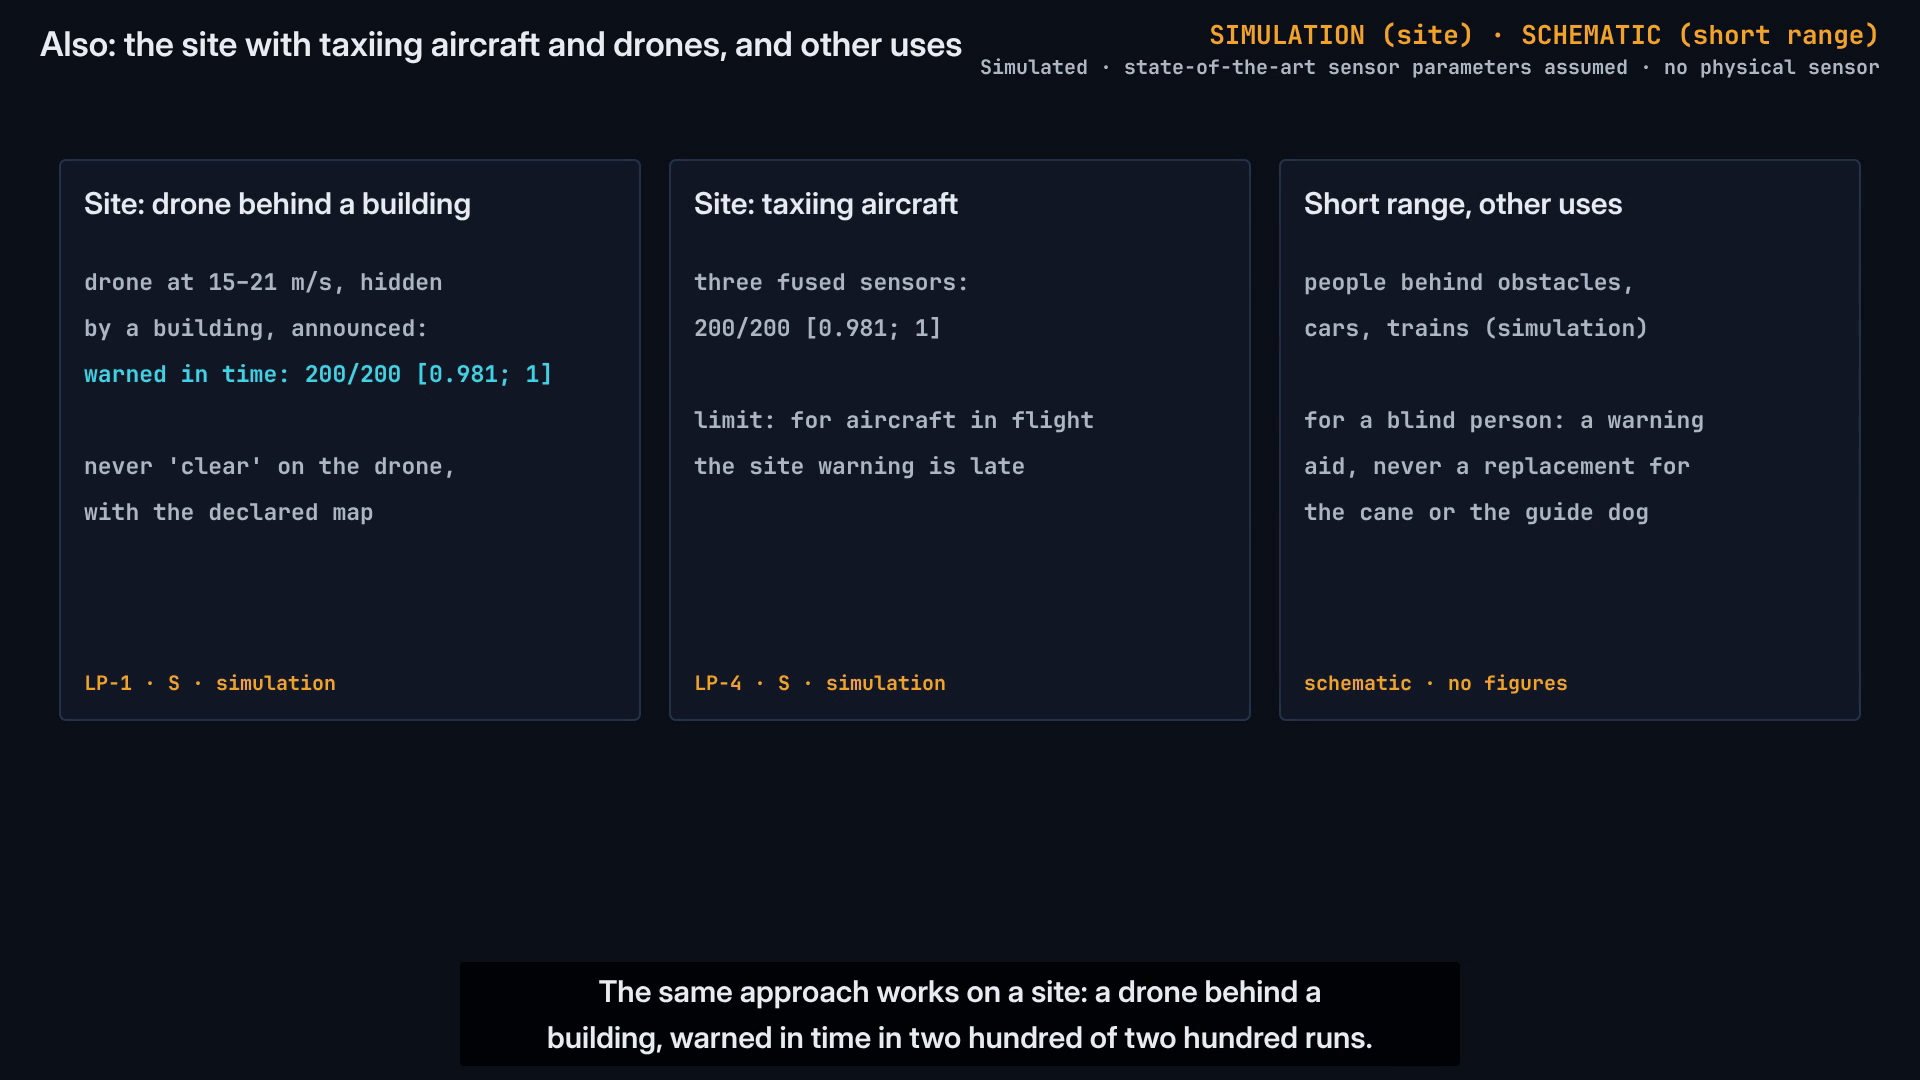 Also: the site with taxiing aircraft and drones, and other uses
SIMULATION (site) · SCHEMATIC (short range)
Simulated · state-of-the-art sensor parameters assumed · no physical sensor
Site: drone behind a building
drone at 15–21 m/s, hidden
by a building, announced:
warned in time: 200/200 [0.981; 1]
never 'clear' on the drone,
with the declared map
LP-1 · S · simulation
Site: taxiing aircraft
three fused sensors:
200/200 [0.981; 1]
limit: for aircraft in flight
the site warning is late
LP-4 · S · simulation
Short range, other uses
people behind obstacles,
cars, trains (simulation)
for a blind person: a warning
aid, never a replacement for
the cane or the guide dog
schematic · no figures
The same approach works on a site: a drone behind a
building, warned in time in two hundred of two hundred runs.